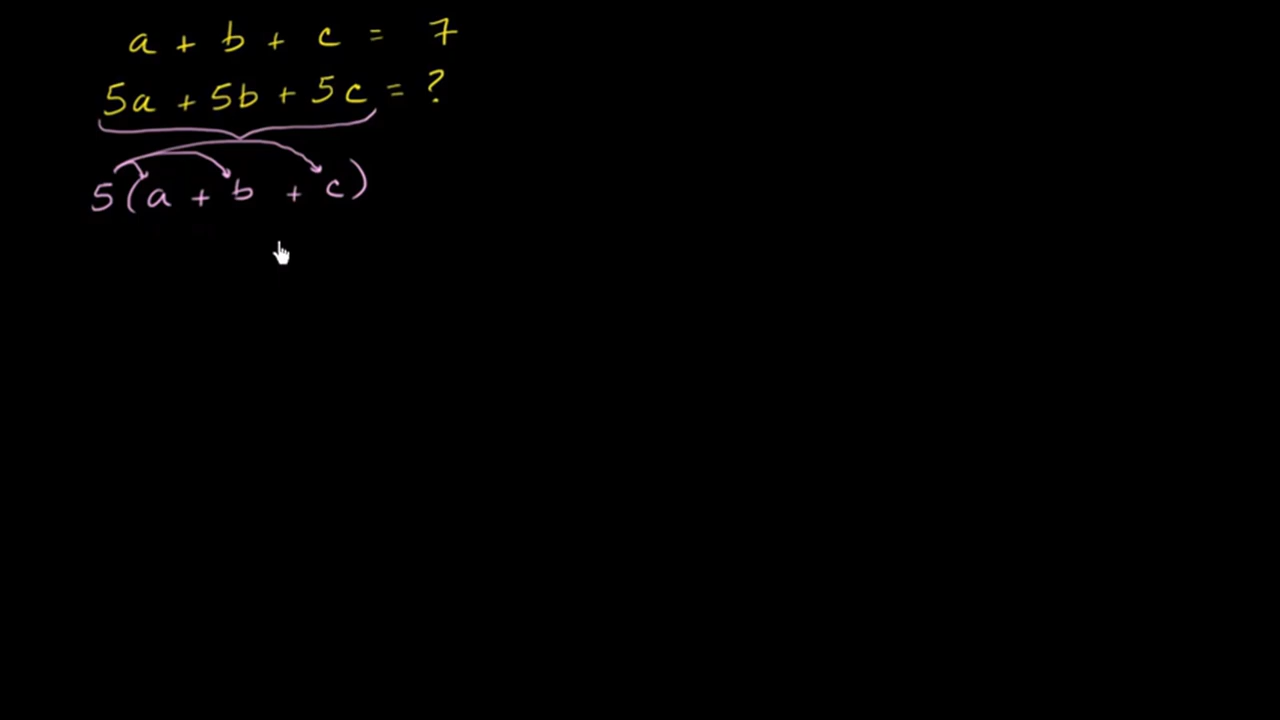 a + b + c = 7
5a + 5b + 5c = ?
5(a + b + c)